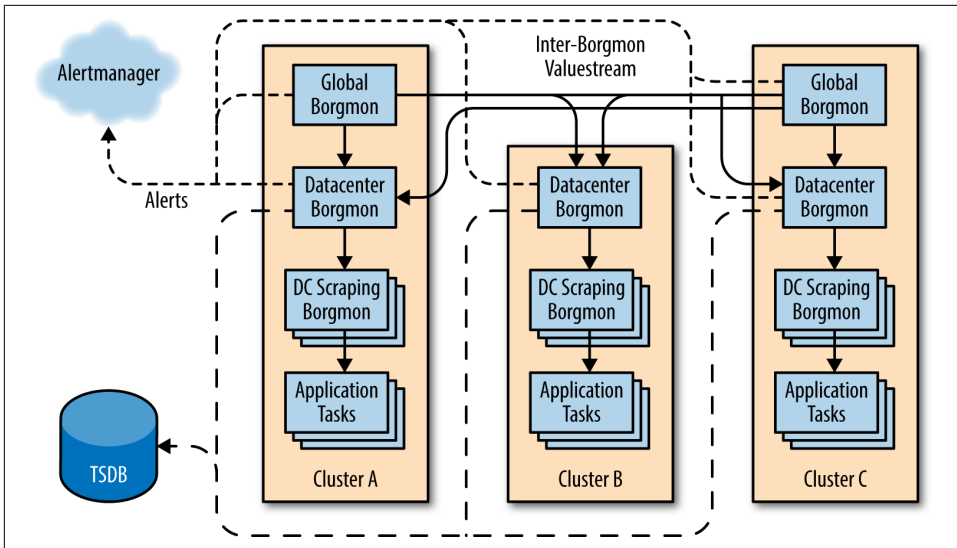 Alertmanager
Alerts
TSDB
Global
Borgmon
Datacenter
Borgmon
DC Scraping
Borgmon
Application
Tasks
Cluster A
Inter-Borgmon
Valuestream
Datacenter
Borgmon
DC Scraping
Borgmon
Application
Tasks
Cluster B
Global
Borgmon
Datacenter
Borgmon
DC Scraping
Borgmon
Application
Tasks
Cluster C